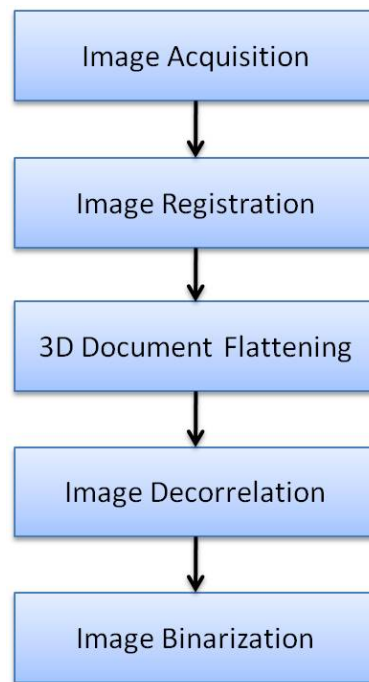 Image Acquisition
Image Registration
3D Document Flattening
Image Decorrelation
Image Binarization